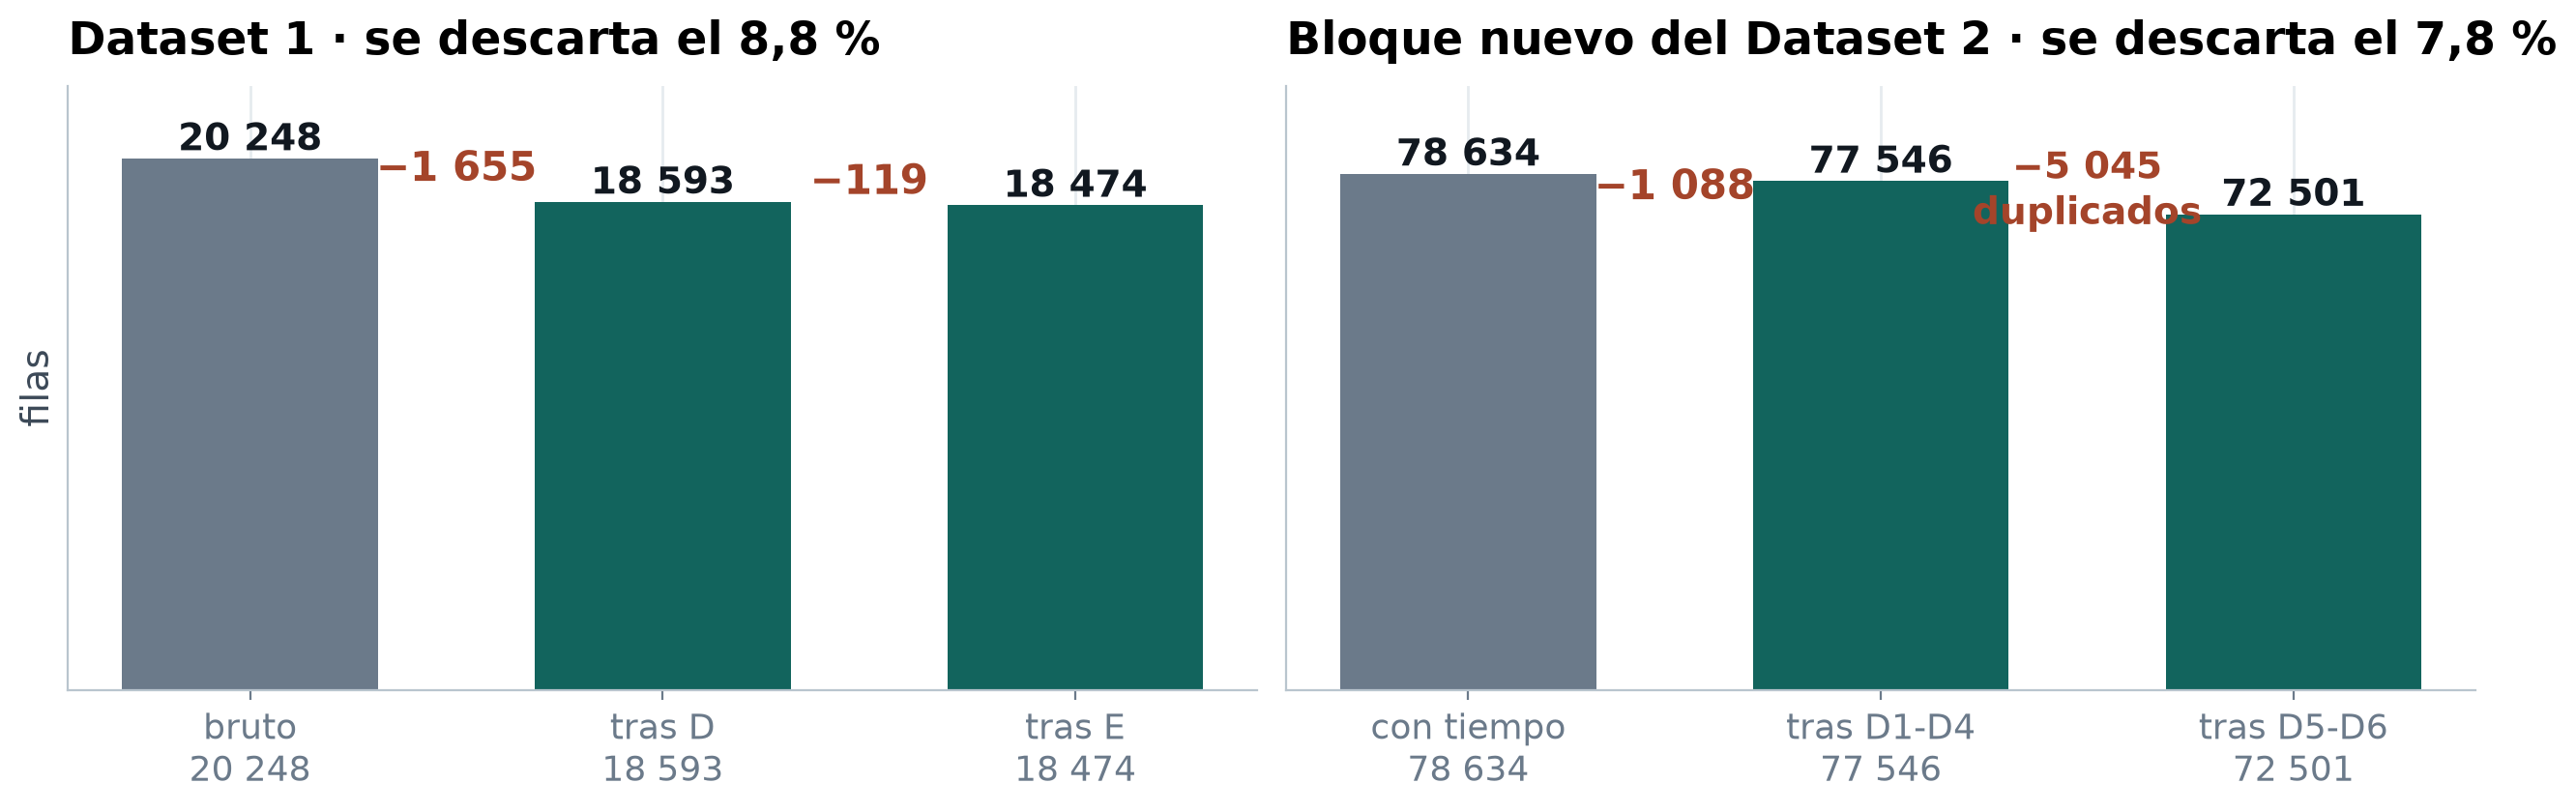 Dataset 1 · se descarta el 8,8 %
20 248
−1 655
18 593
−119
18 474
filas
bruto
20 248
tras D
18 593
tras E
18 474
Bloque nuevo del Dataset 2 · se descarta el 7,8 %
78 634
−1 088
77 546
−5 045
duplicados
72 501
con tiempo
78 634
tras D1-D4
77 546
tras D5-D6
72 501